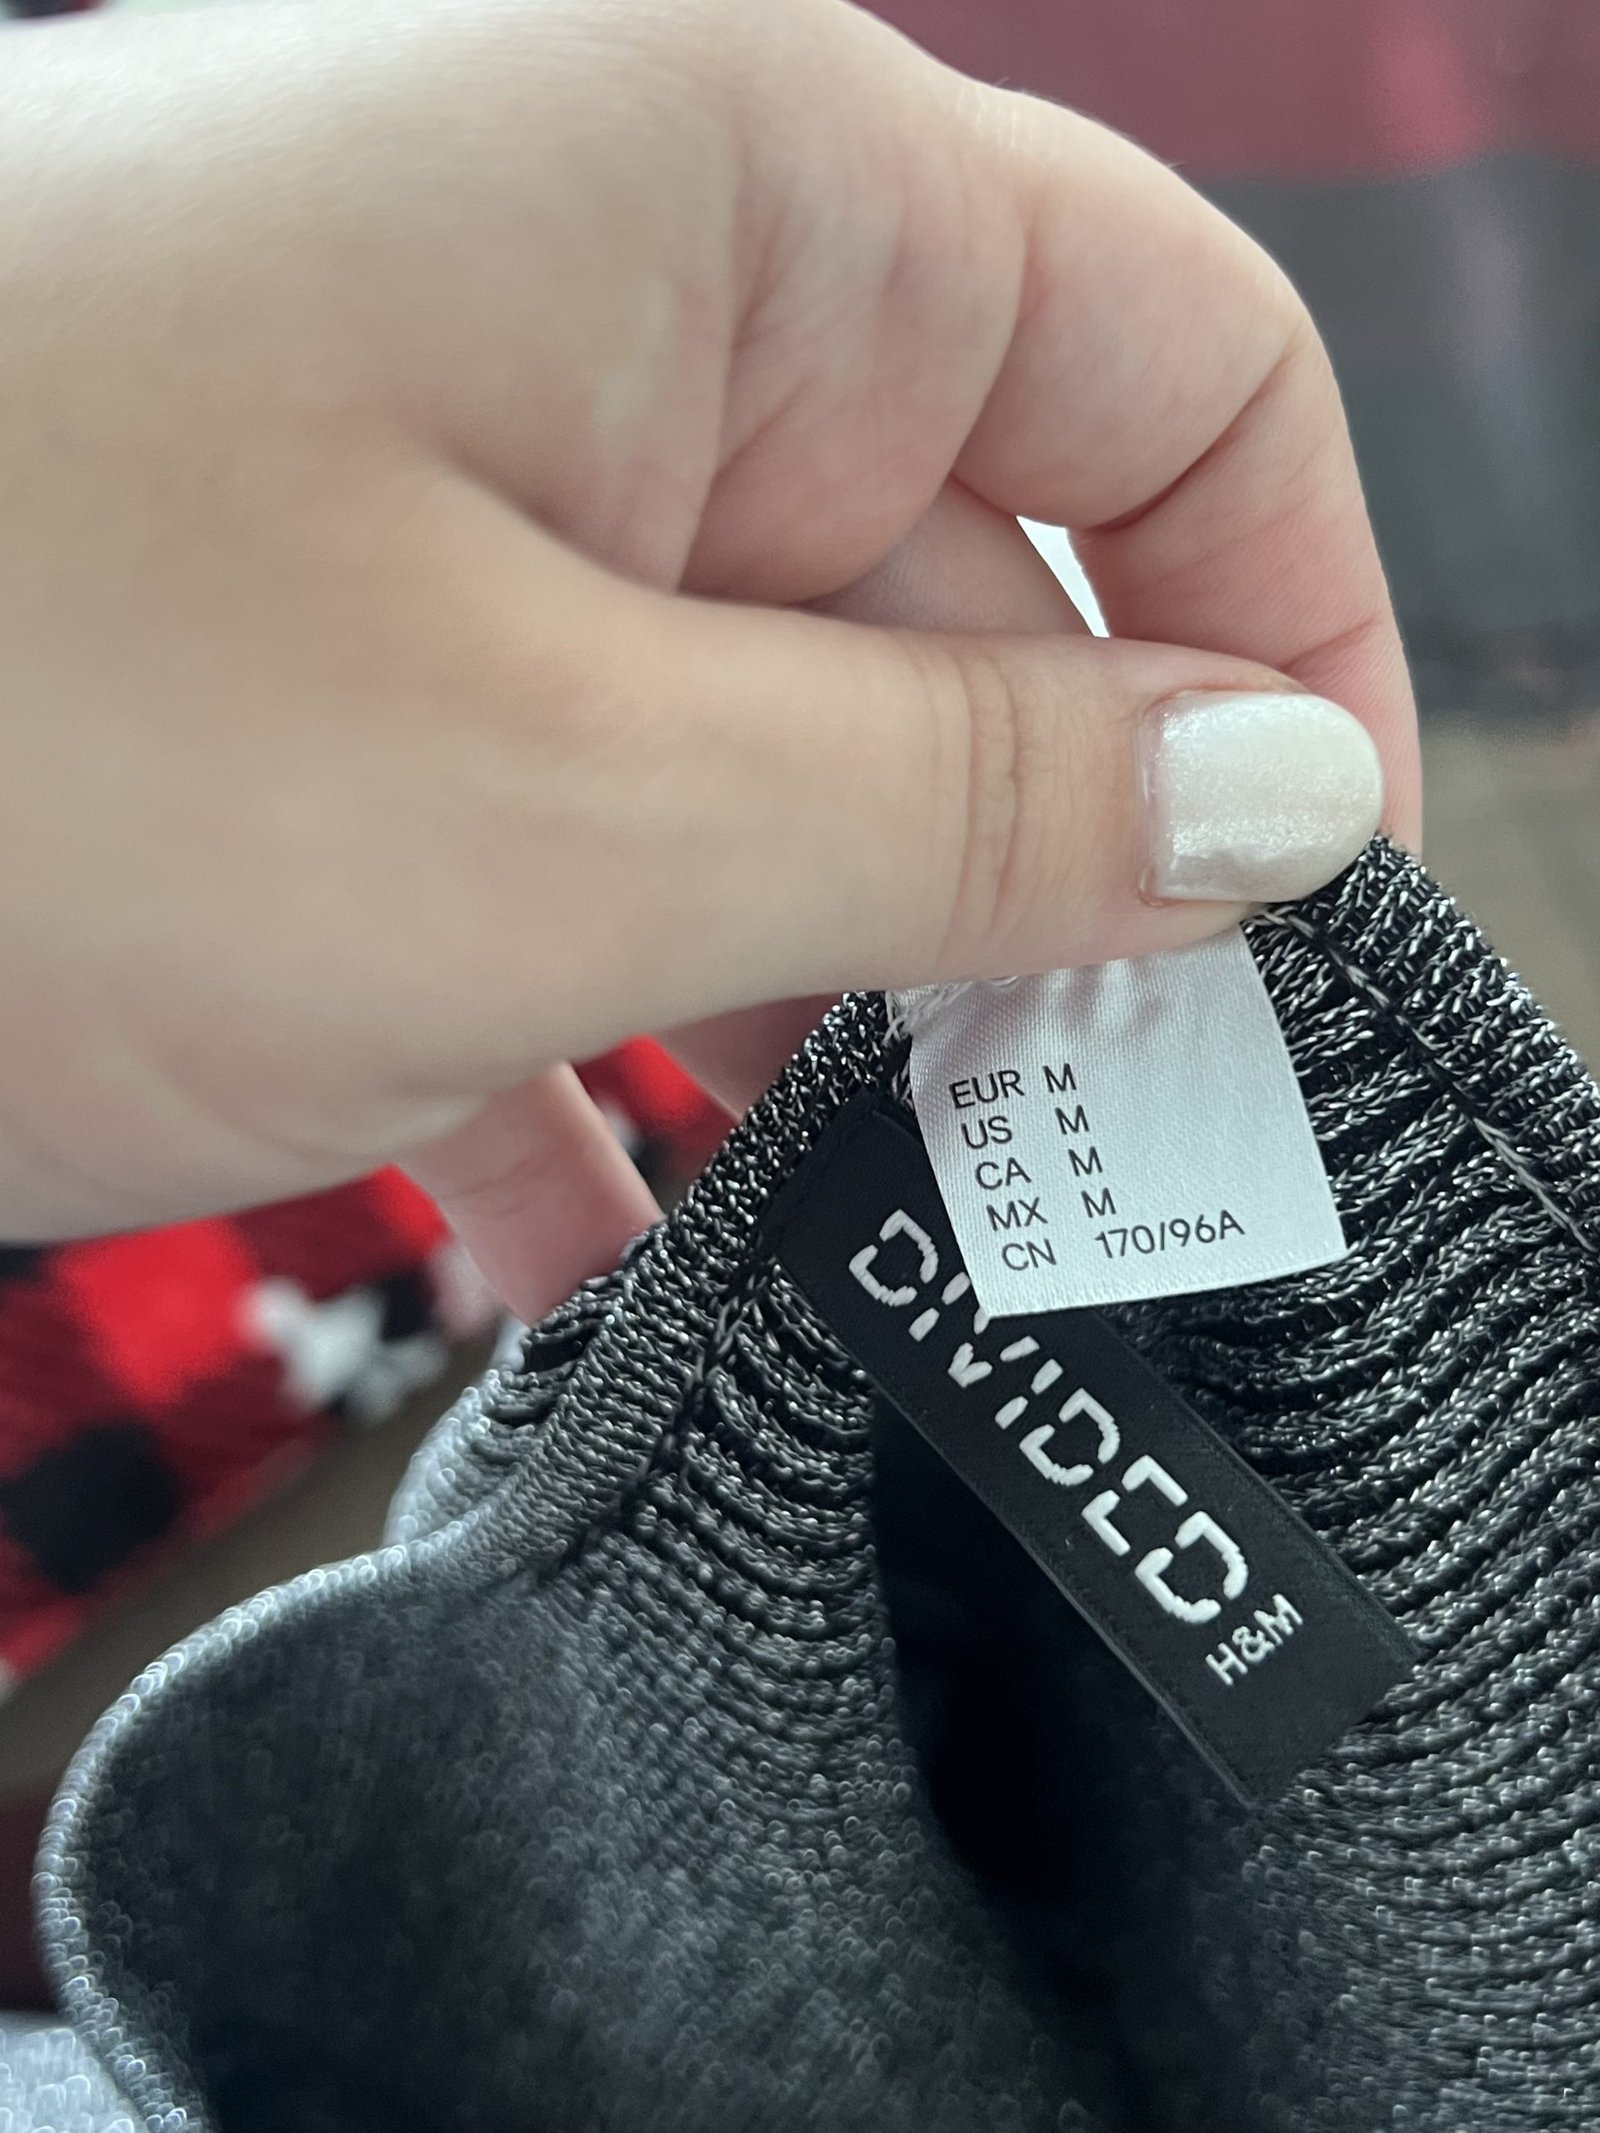 EUR M
US M
CA M
MX M
CN 170/96A
DIVIDED
H&M